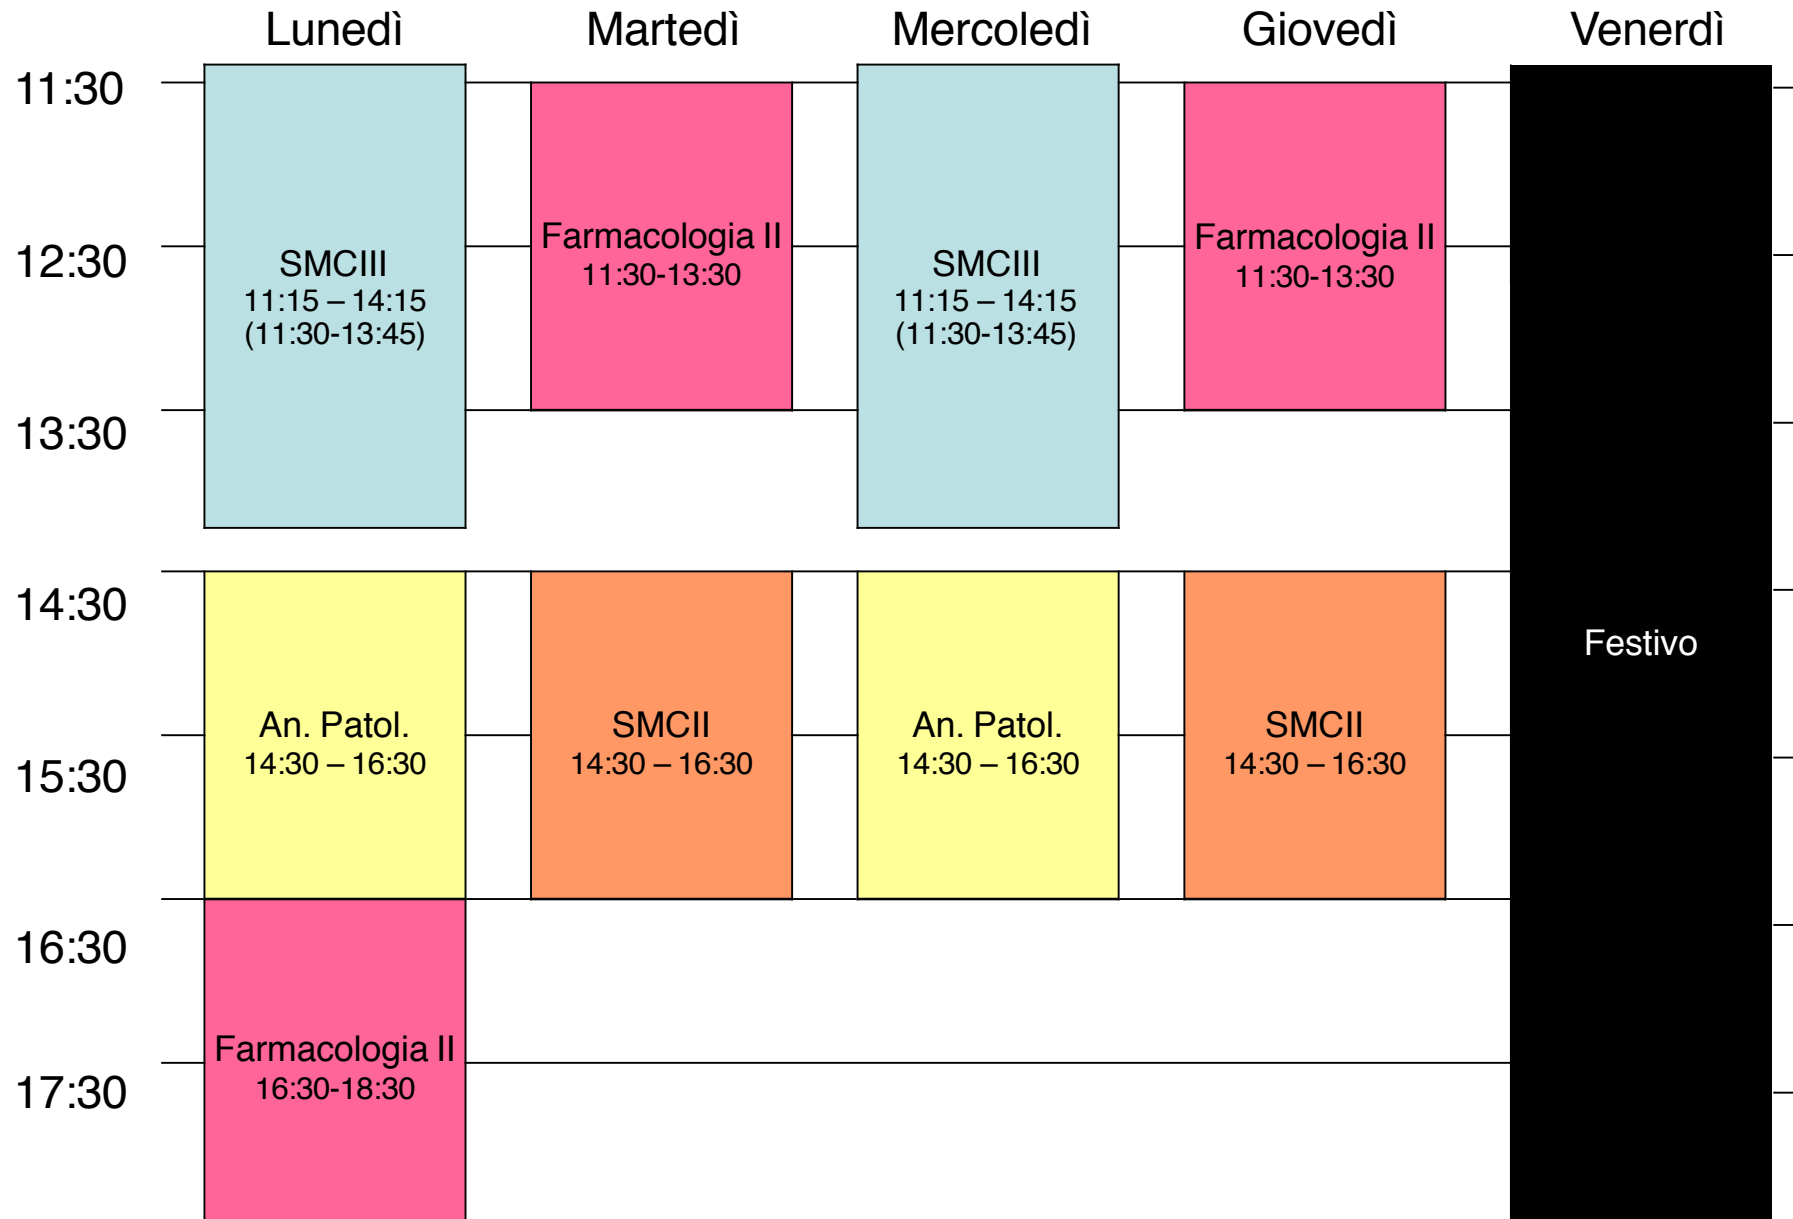 Lunedì
Martedì
Mercoledì
Giovedì
Venerdì
11:30
12:30
13:30
14:30
15:30
16:30
17:30
SMCIII
11:15 – 14:15
(11:30-13:45)
An. Patol.
14:30 – 16:30
Farmacologia II
16:30-18:30
Farmacologia II
11:30-13:30
SMCII
14:30 – 16:30
SMCIII
11:15 – 14:15
(11:30-13:45)
An. Patol.
14:30 – 16:30
Farmacologia II
11:30-13:30
SMCII
14:30 – 16:30
Festivo